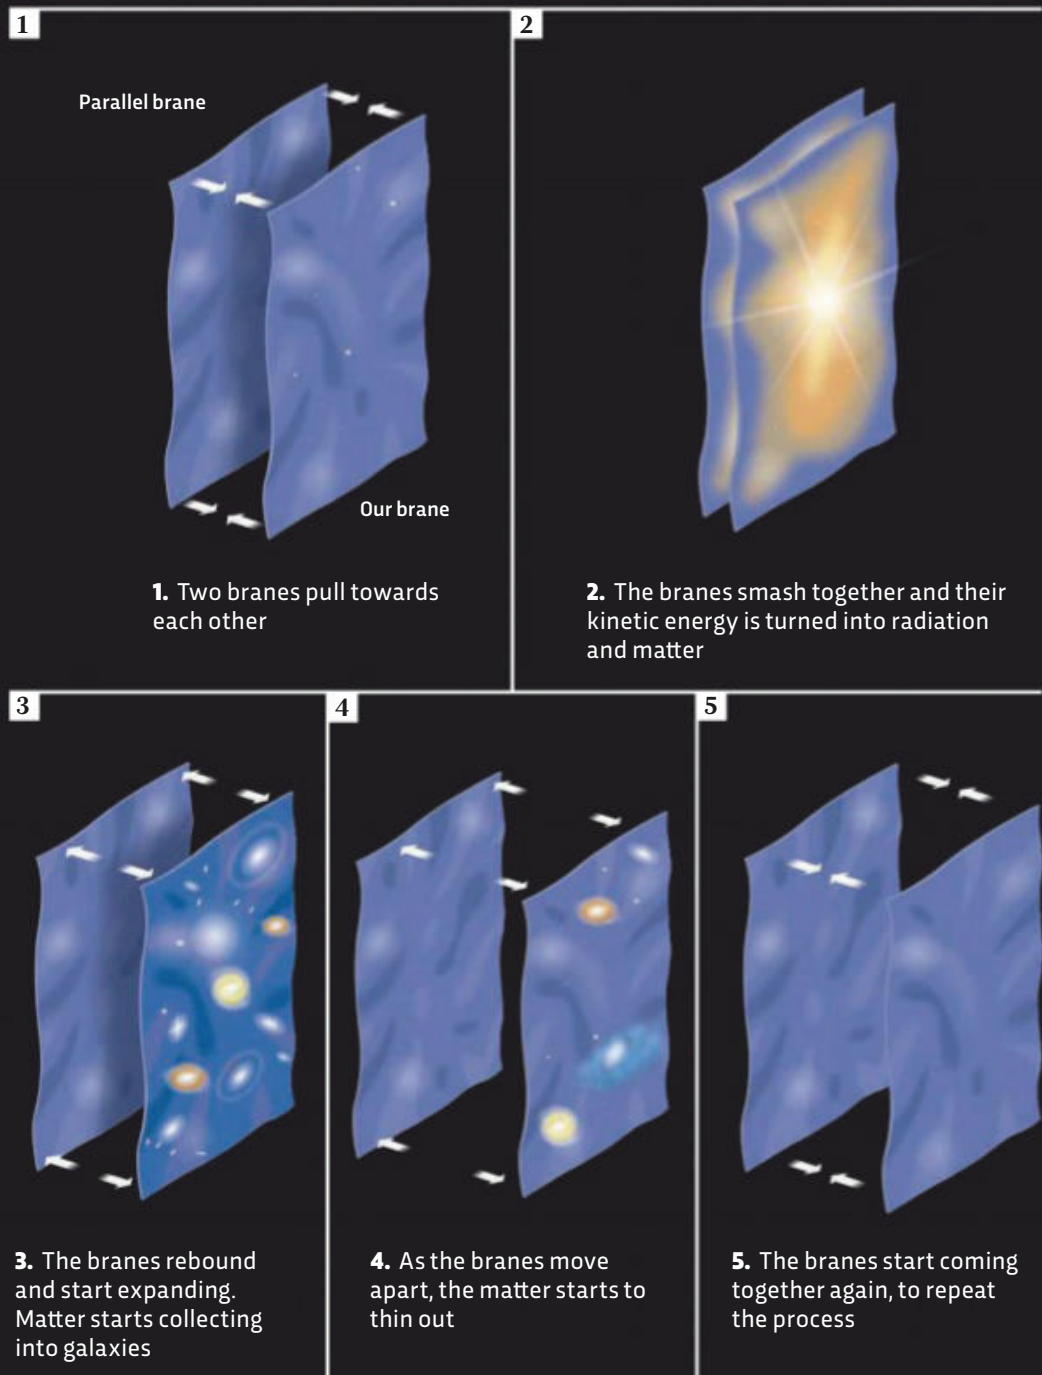 1
Parallel brane
Our brane
1. Two branes pull towards
each other
2
2. The branes smash together and their
kinetic energy is turned into radiation
and matter
3
3. The branes rebound
and start expanding.
Matter starts collecting
into galaxies
4
4. As the branes move
apart, the matter starts to
thin out
5
5. The branes start coming
together again, to repeat
the process